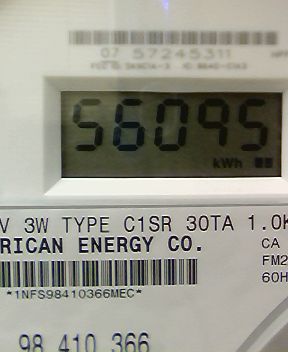 07 57245311
56095
kWh
V 3W TYPE C1SR 30TA 1.0K
RICAN ENERGY CO.
CA
FM2
60H
*1NFS98410366MEC*
98 410 366